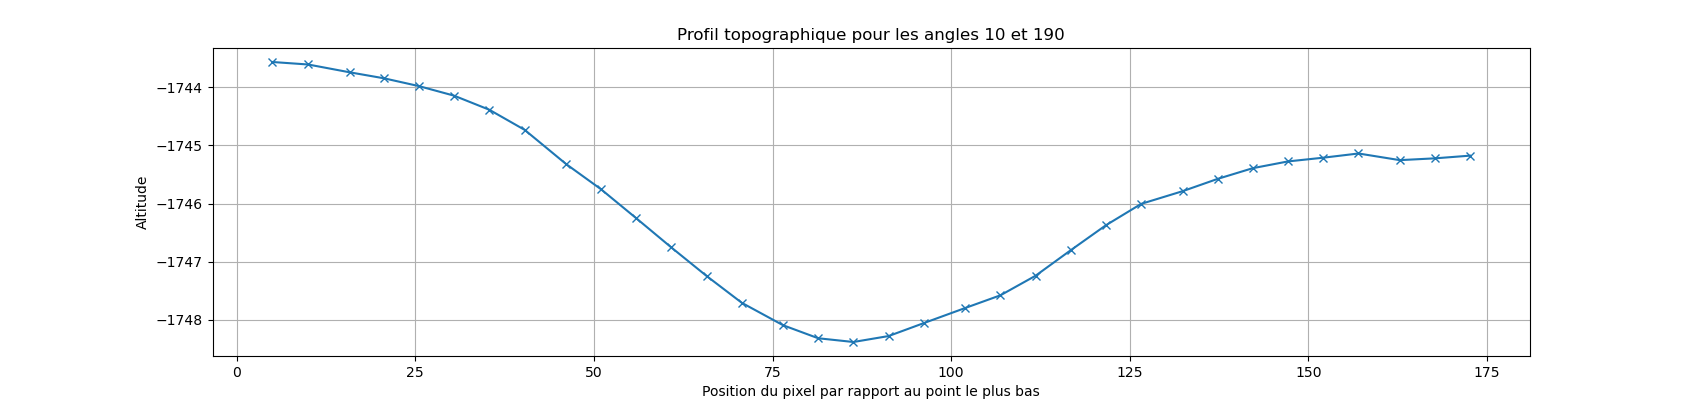 Profil topographique pour les angles 10 et 190
−1744
−1745
−1746
−1747
−1748
Altitude
0 25 50 75 100 125 150 175
Position du pixel par rapport au point le plus bas